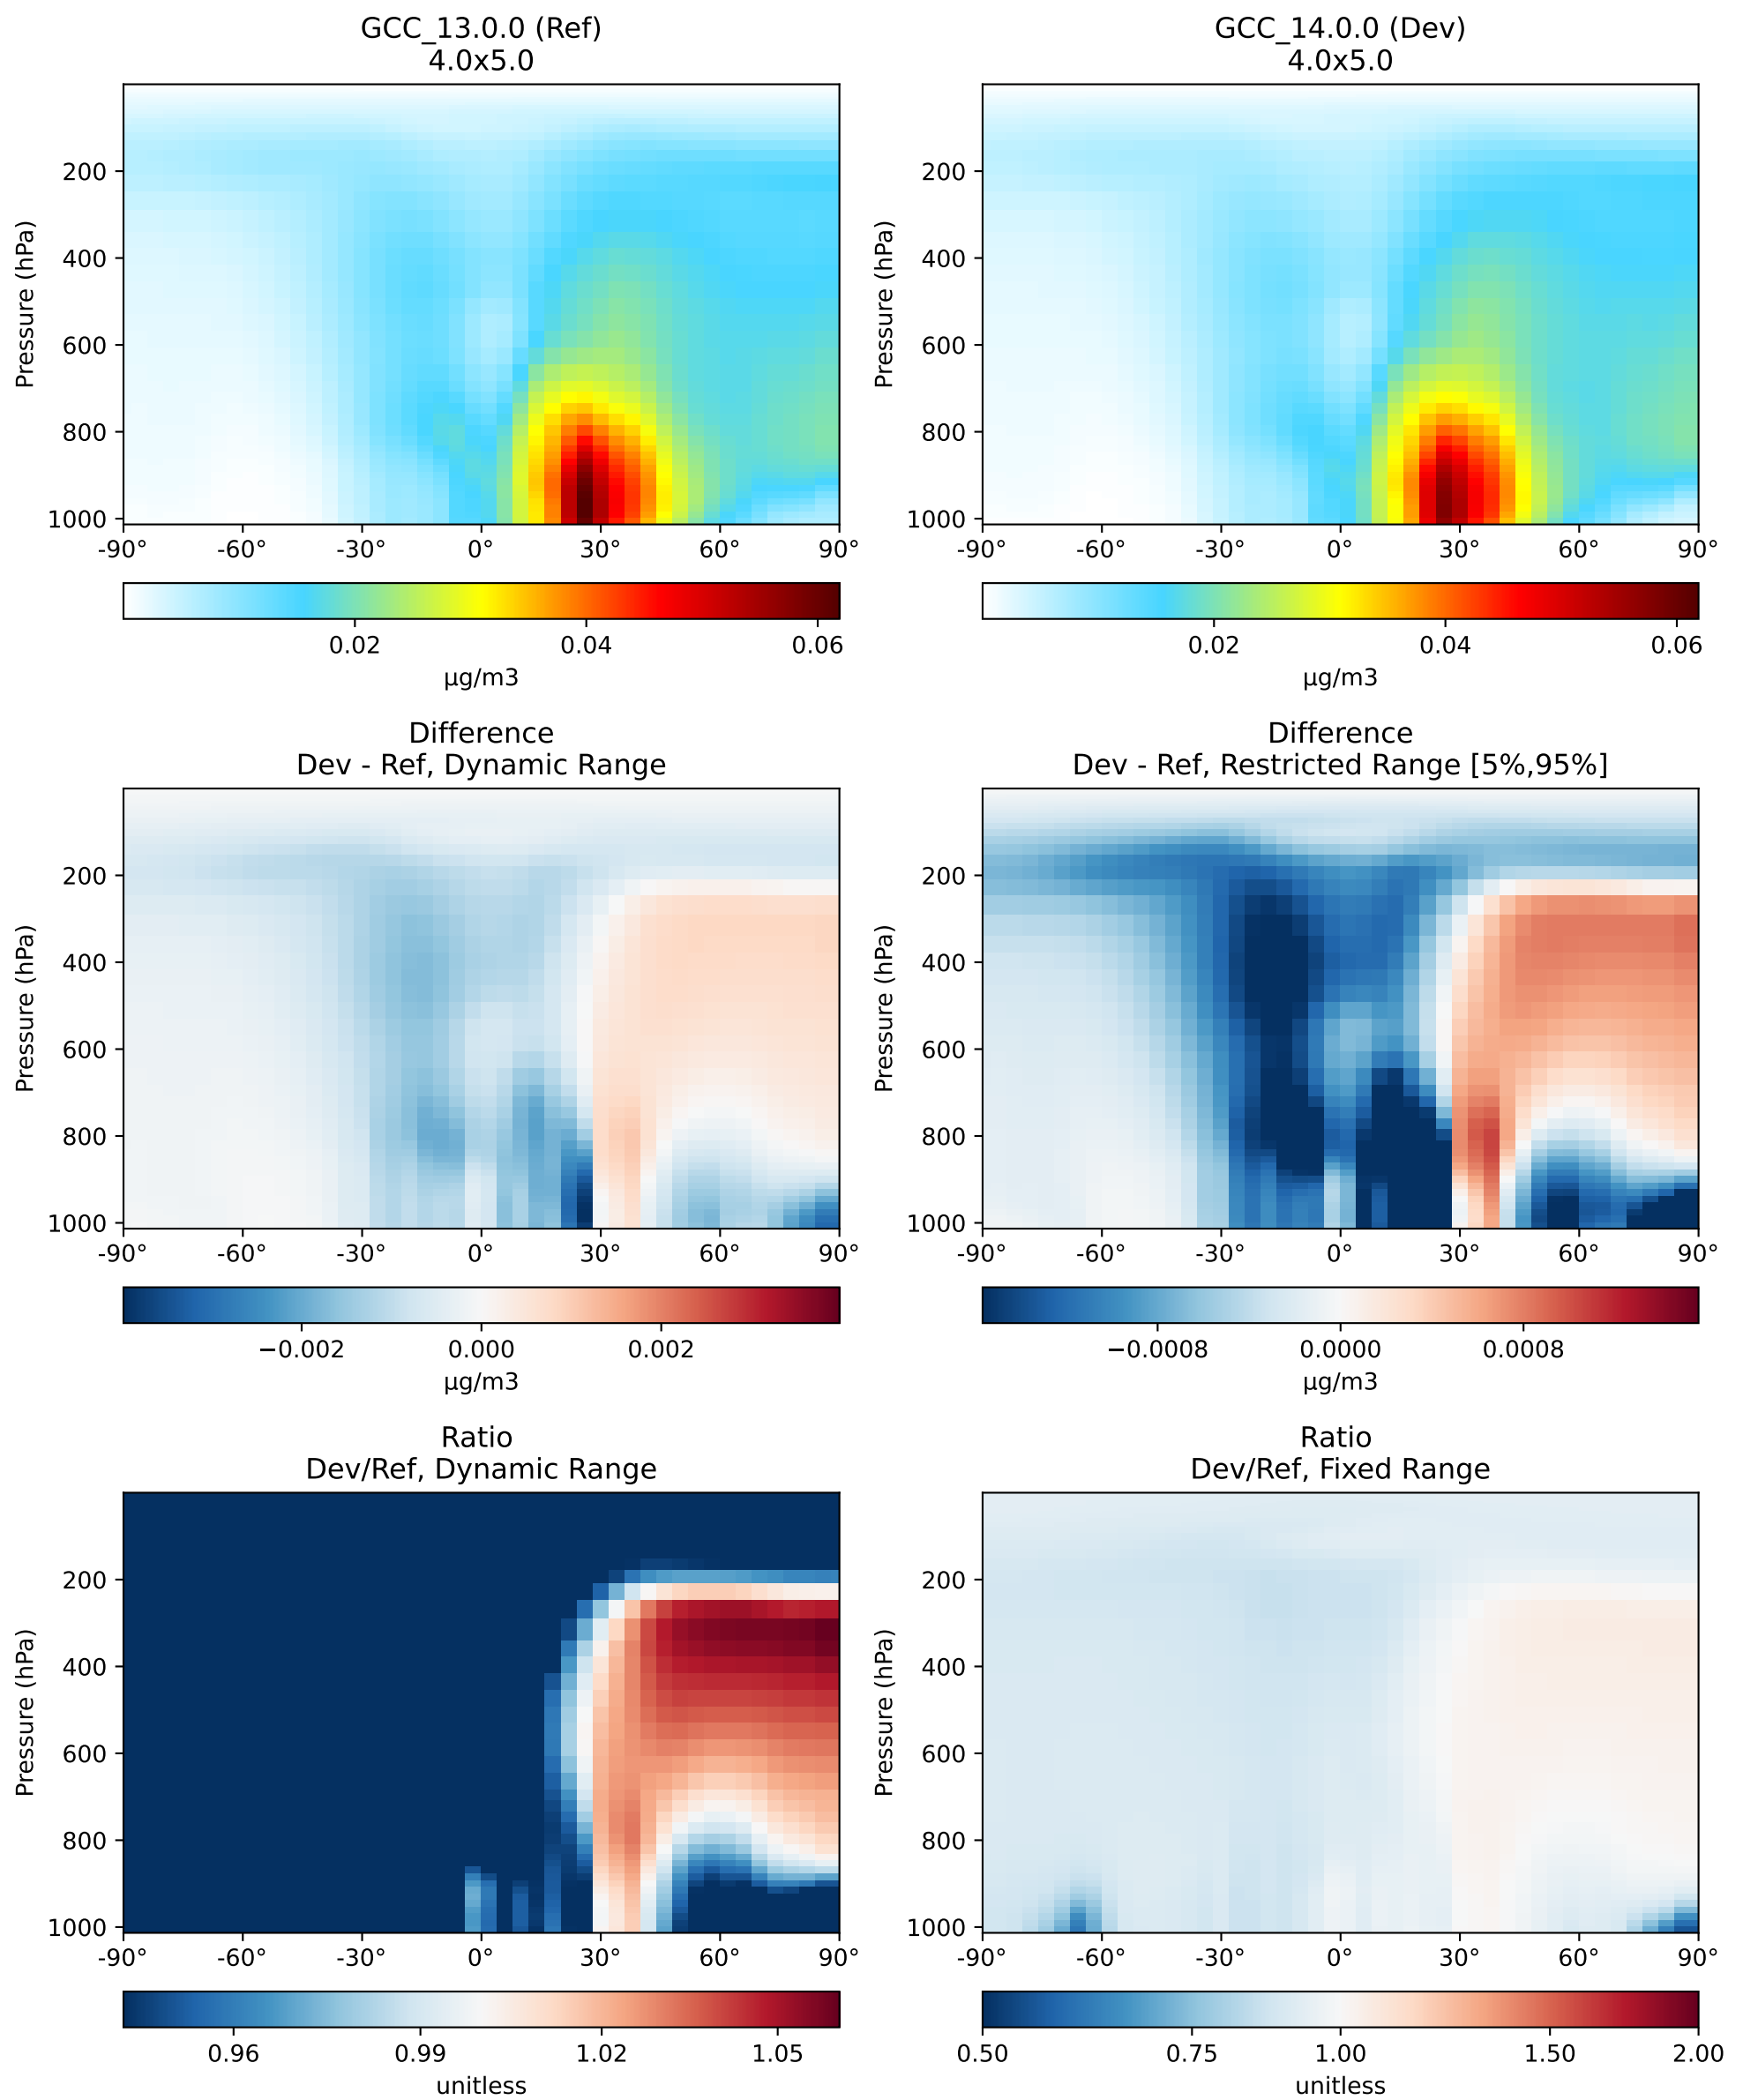 GCC_13.0.0 (Ref)
4.0x5.0
Pressure (hPa)
200
400
600
800
1000
-90° -60° -30° 0° 30° 60° 90°
0.02 0.04 0.06
µg/m3
GCC_14.0.0 (Dev)
4.0x5.0
Pressure (hPa)
200
400
600
800
1000
-90° -60° -30° 0° 30° 60° 90°
0.02 0.04 0.06
µg/m3
Difference
Dev - Ref, Dynamic Range
Pressure (hPa)
200
400
600
800
1000
-90° -60° -30° 0° 30° 60° 90°
−0.002 0.000 0.002
µg/m3
Difference
Dev - Ref, Restricted Range [5%,95%]
Pressure (hPa)
200
400
600
800
1000
-90° -60° -30° 0° 30° 60° 90°
−0.0008 0.0000 0.0008
µg/m3
Ratio
Dev/Ref, Dynamic Range
Pressure (hPa)
200
400
600
800
1000
-90° -60° -30° 0° 30° 60° 90°
0.96 0.99 1.02 1.05
unitless
Ratio
Dev/Ref, Fixed Range
Pressure (hPa)
200
400
600
800
1000
-90° -60° -30° 0° 30° 60° 90°
0.50 0.75 1.00 1.50 2.00
unitless